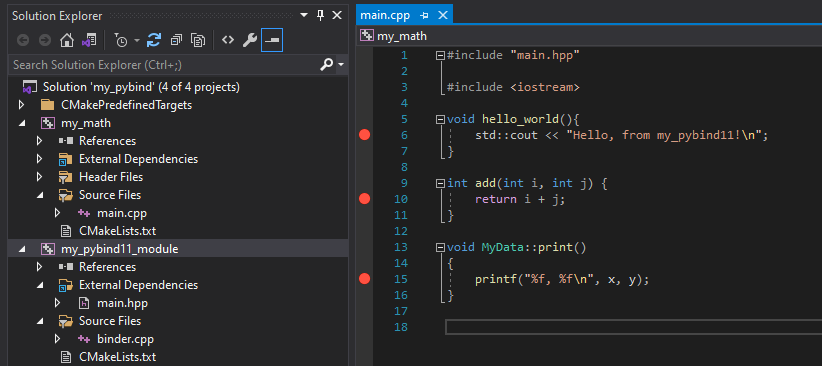 Solution Explorer
Search Solution Explorer (Ctrl+;)
Solution 'my_pybind' (4 of 4 projects)
CMakePredefinedTargets
my_math
References
External Dependencies
Header Files
Source Files
main.cpp
CMakeLists.txt
my_pybind11_module
References
External Dependencies
main.hpp
Source Files
binder.cpp
CMakeLists.txt
main.cpp
my_math
1 #include "main.hpp"
2
3 #include <iostream>
4
5 void hello_world(){
6 std::cout << "Hello, from my_pybind11!\n";
7 }
8
9 int add(int i, int j) {
10 return i + j;
11 }
12
13 void MyData::print()
14 {
15 printf("%f, %f\n", x, y);
16 }
17
18